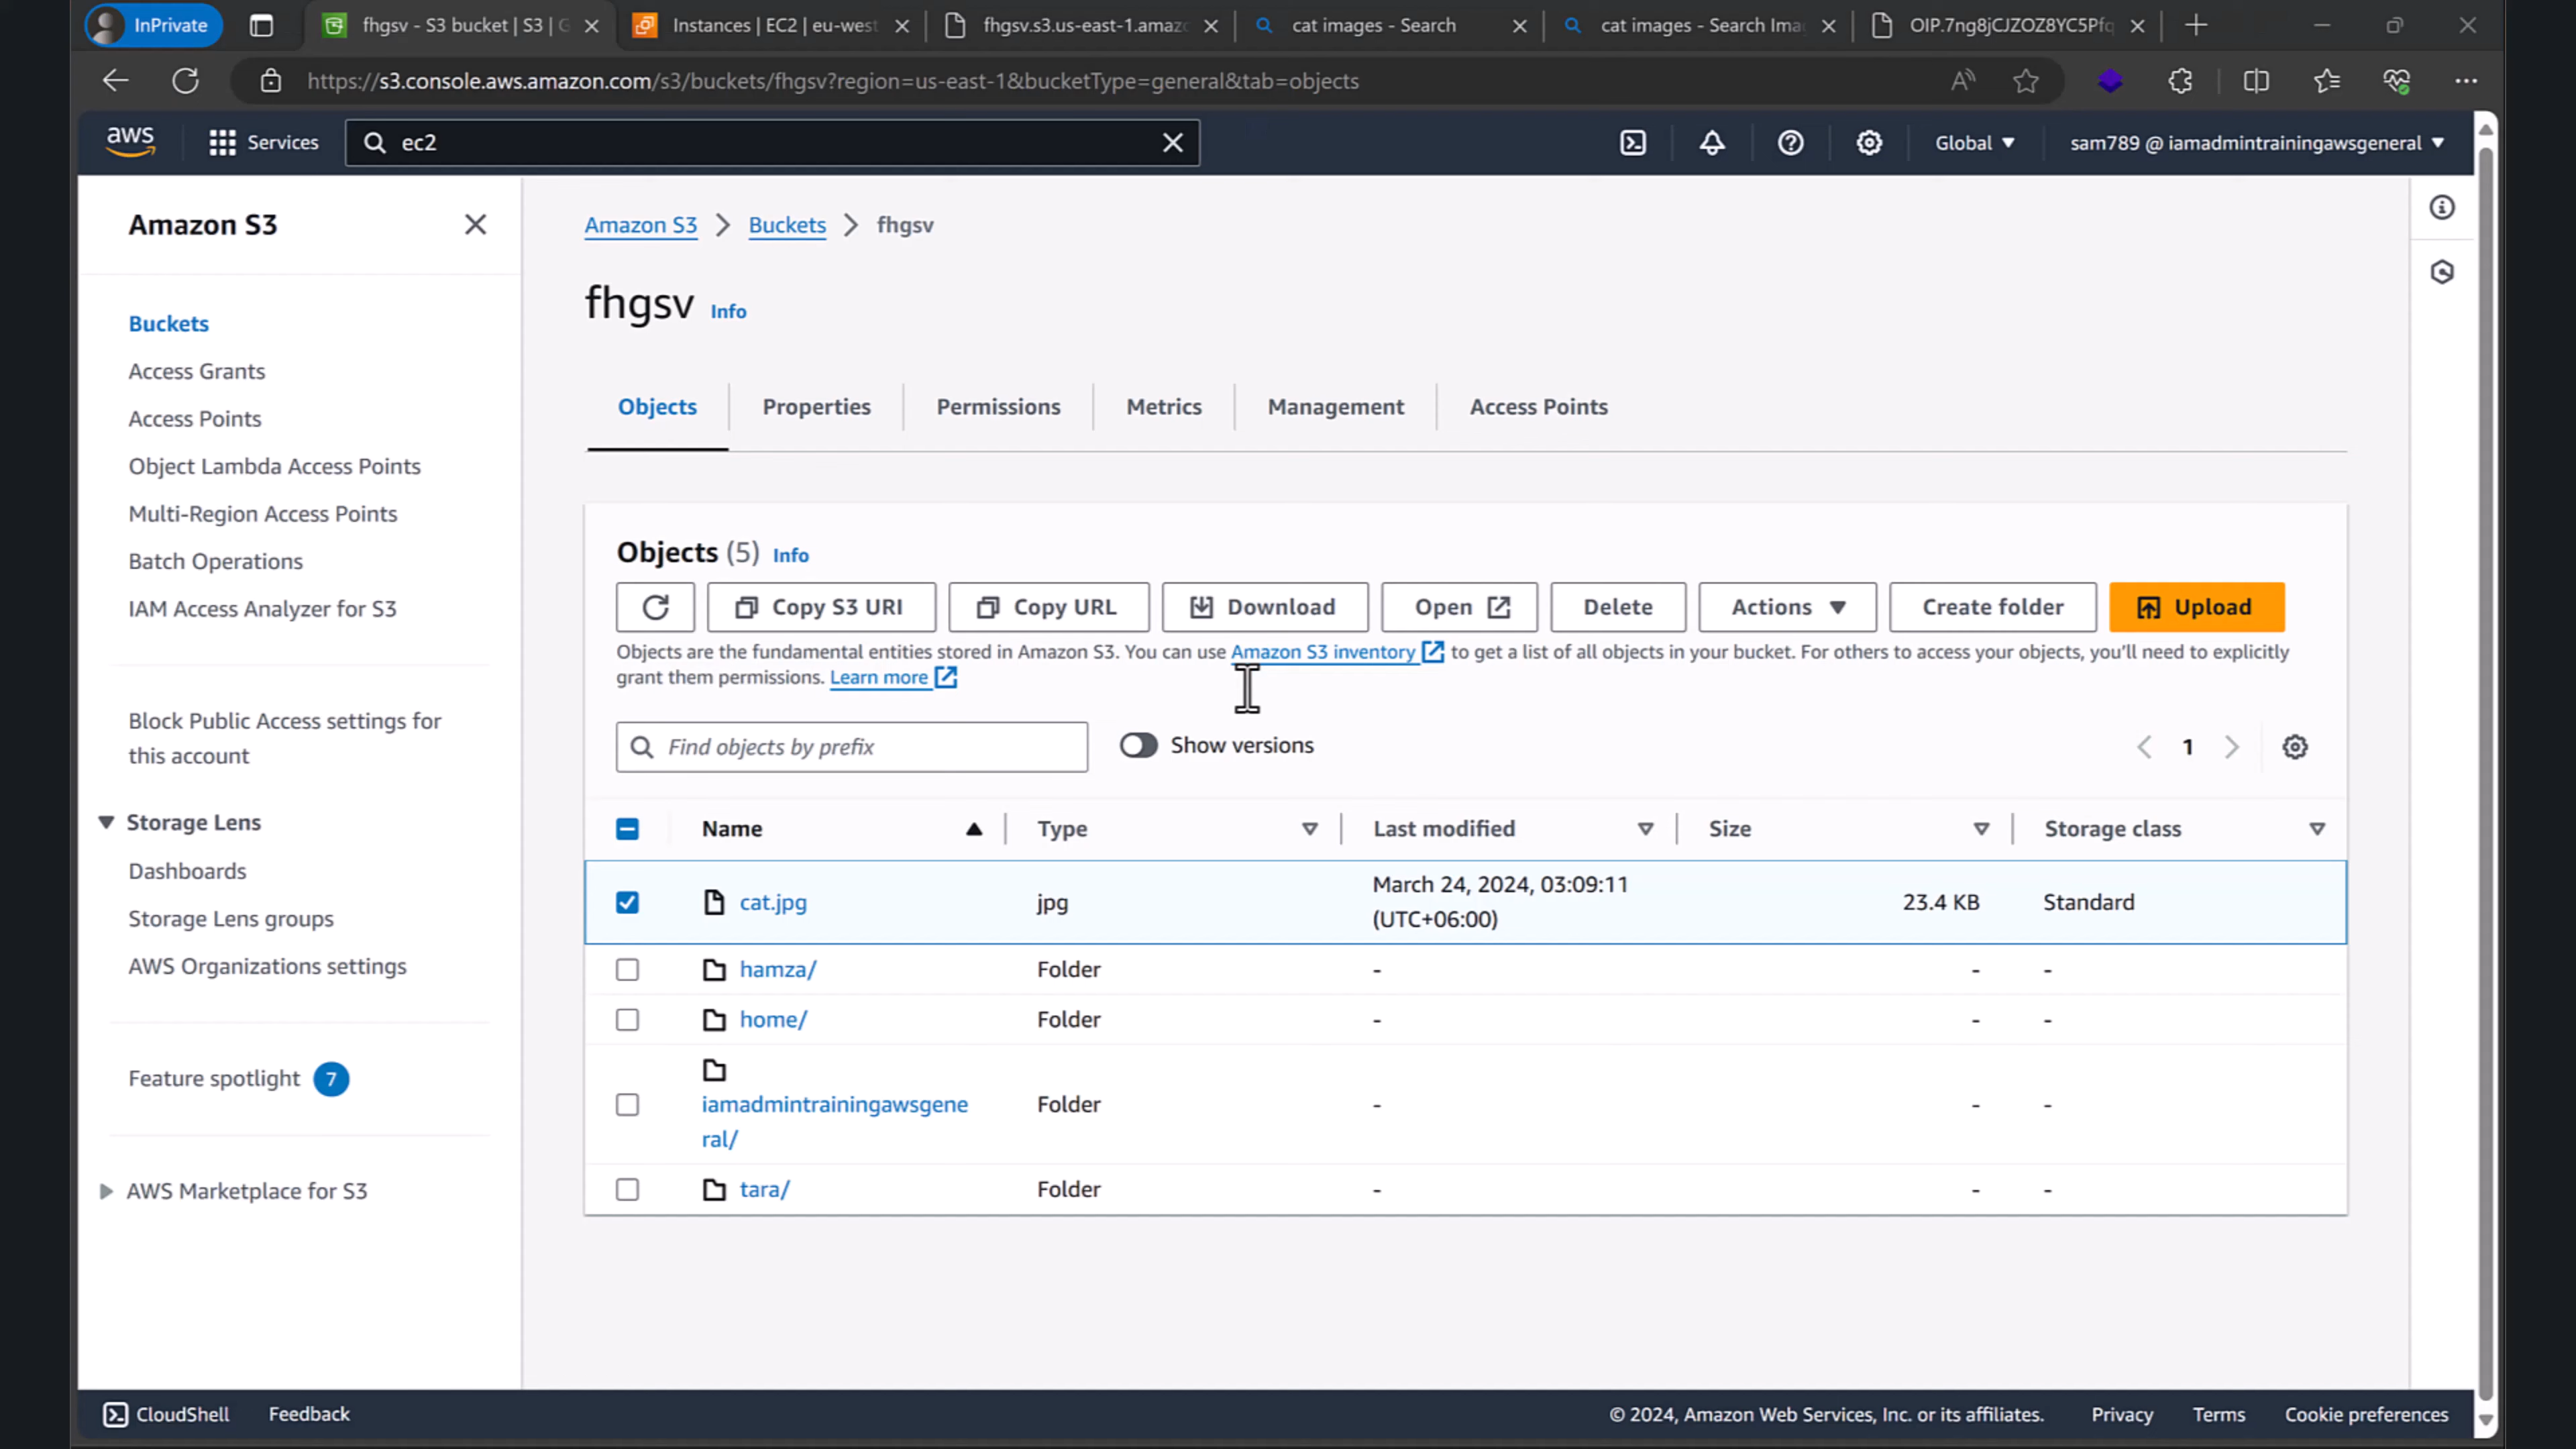 InPrivate
fhgsv - S3 bucket | S3 | G
Instances | EC2 | eu-west
fhgsv.s3.us-east-1.amazc
cat images - Search
cat images - Search Ima
OIP.7ng8jCJZOZ8YC5Pfq
https://s3.console.aws.amazon.com/s3/buckets/fhgsv?region=us-east-1&bucketType=general&tab=objects
aws
Services
ec2
Global
sam789 @ iamadmintrainingawsgeneral
Amazon S3
Buckets
Access Grants
Access Points
Object Lambda Access Points
Multi-Region Access Points
Batch Operations
IAM Access Analyzer for S3
Block Public Access settings for
this account
Storage Lens
Dashboards
Storage Lens groups
AWS Organizations settings
Feature spotlight 7
AWS Marketplace for S3
Amazon S3 > Buckets > fhgsv
fhgsv Info
Objects Properties Permissions Metrics Management Access Points
Objects (5) Info
Copy S3 URI Copy URL Download Open Delete Actions Create folder Upload
Objects are the fundamental entities stored in Amazon S3. You can use Amazon S3 inventory to get a list of all objects in your bucket. For others to access your objects, you'll need to explicitly
grant them permissions. Learn more
Find objects by prefix
Show versions
1
Name Type Last modified Size Storage class
cat.jpg jpg March 24, 2024, 03:09:11 23.4 KB Standard
(UTC+06:00)
hamza/ Folder - - -
home/ Folder - - -
iamadmintrainingawsgene Folder - - -
ral/
tara/ Folder - - -
CloudShell Feedback © 2024, Amazon Web Services, Inc. or its affiliates. Privacy Terms Cookie preferences